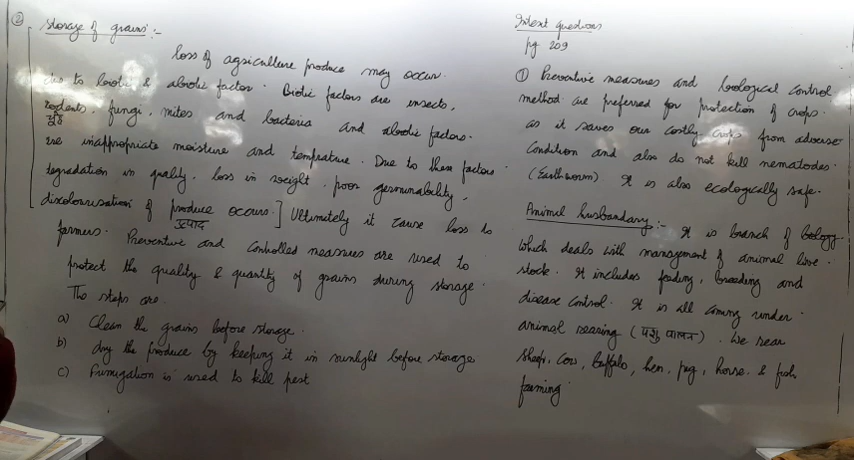 ② Storage of grains :-
loss of agriculture produce may occur.
due to biotic & abiotic factor. Biotic factors are insects,
rodents, fungi, mites and bacteria and abiotic factors.
are inappropriate moisture and temprature. Due to these factors
degradation in quality, loss in weight, poor germinability,
discolourisation of produce occurs.] Ultimately it cause loss to
उत्पाद
farmers. Preventive and controlled measures are used to
protect the quality & quantity of grains during storage.
The steps are
a) Clean the grains before storage.
b) dry the produce by keeping it in sunlight before storage
c) Fumigation is used to kill pest
Intext questions
pg 209
① Preventive measures and biological control
method are preferred for protection of crops.
as it saves our costly crops from adverse
Condition and also do not kill nematodes.
(Earthworm) It is also ecologically safe.
Animal husbandary :- It is branch of biology
which deals with management of animal live
stock. It includes feeding, breeding and
disease control. It is all coming under
animal rearing (पशु पालन). We rear
sheep, cow, buffalo, hen, pig, horse & fish
farming